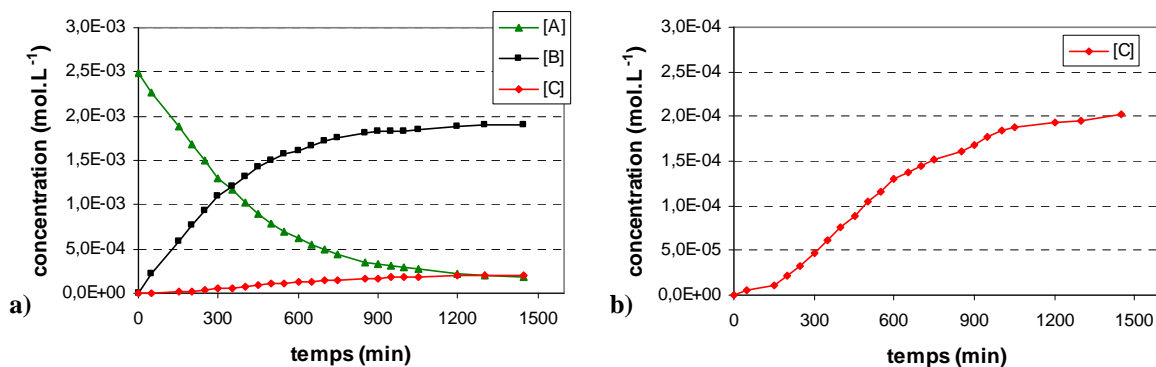 a)
concentration (mol.L⁻¹)
3,0E-03
2,5E-03
2,0E-03
1,5E-03
1,0E-03
5,0E-04
0,0E+00
0 300 600 900 1200 1500
temps (min)
[A]
[B]
[C]
b)
concentration (mol.L⁻¹)
3,0E-04
2,5E-04
2,0E-04
1,5E-04
1,0E-04
5,0E-05
0,0E+00
0 300 600 900 1200 1500
temps (min)
[C]